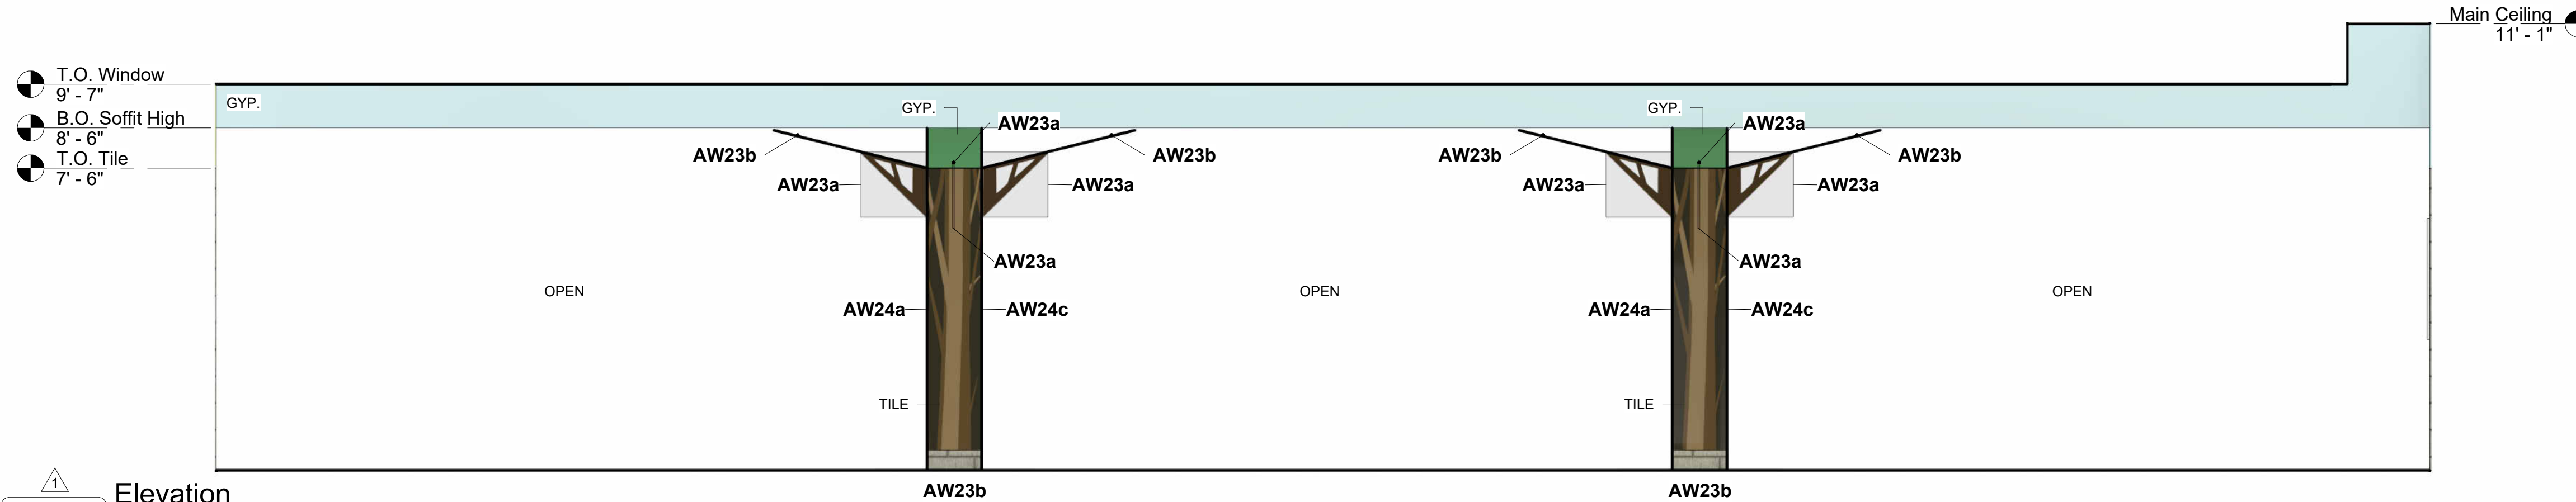 Main Ceiling
11' - 1"
T.O. Window
9' - 7"
GYP.
GYP.
GYP.
B.O. Soffit High
8' - 6"
AW23a
AW23a
T.O. Tile
7' - 6"
AW23b
AW23b
AW23b
AW23b
AW23a
AW23a
AW23a
AW23a
AW23a
AW23a
OPEN
OPEN
OPEN
AW24a
AW24c
AW24a
AW24c
TILE
TILE
1
Elevation
AW23b
AW23b